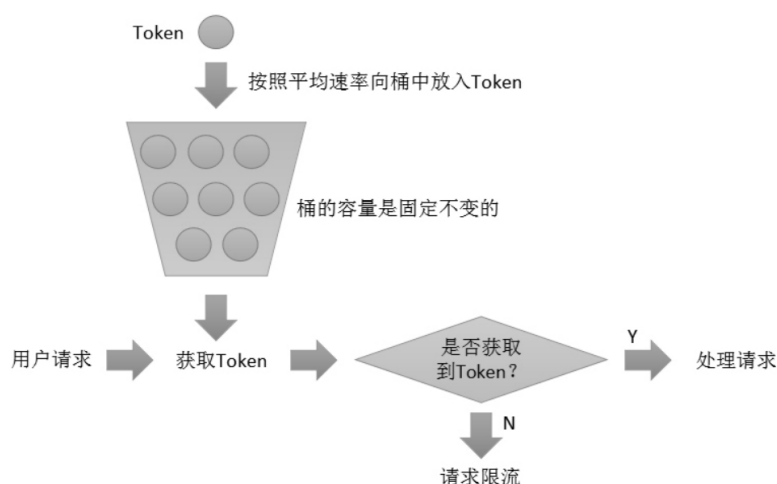 Token
按照平均速率向桶中放入Token
桶的容量是固定不变的
用户请求
获取Token
是否获取
到Token？
Y
处理请求
N
请求限流